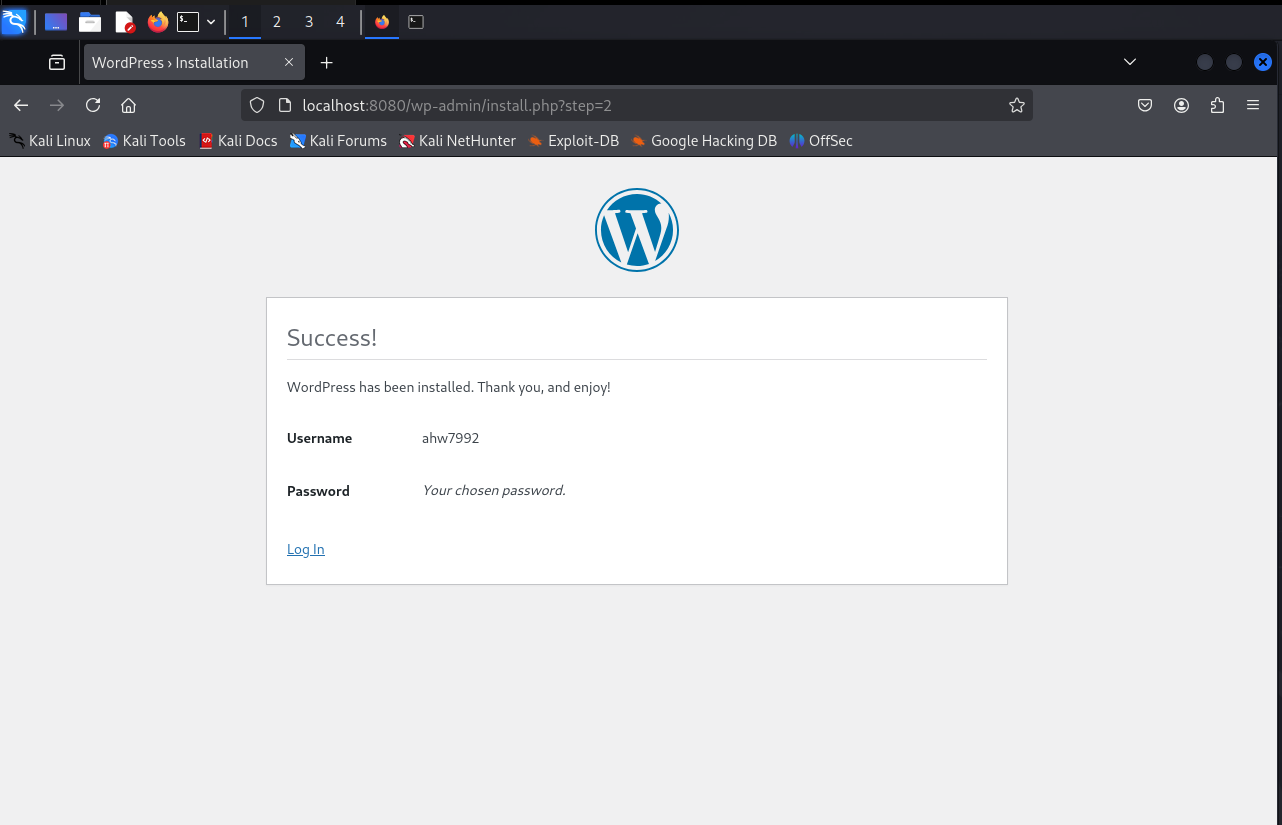 1 2 3 4
WordPress › Installation
localhost:8080/wp-admin/install.php?step=2
Kali Linux Kali Tools Kali Docs Kali Forums Kali NetHunter Exploit-DB Google Hacking DB OffSec
Success!
WordPress has been installed. Thank you, and enjoy!
Username ahw7992
Password Your chosen password.
Log In